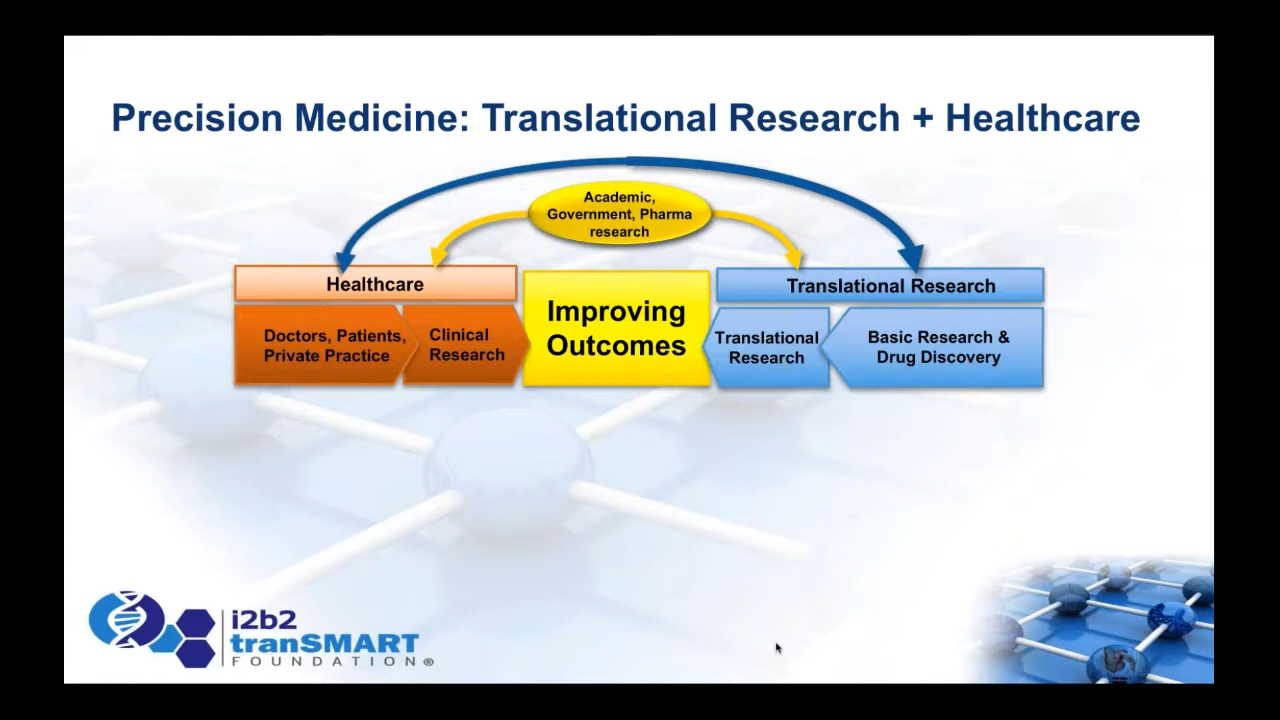 Precision Medicine: Translational Research + Healthcare
Academic,
Government, Pharma
research
Healthcare
Translational Research
Doctors, Patients,
Private Practice
Clinical
Research
Improving
Outcomes
Translational
Research
Basic Research &
Drug Discovery
i2b2
tranSMART
FOUNDATION®